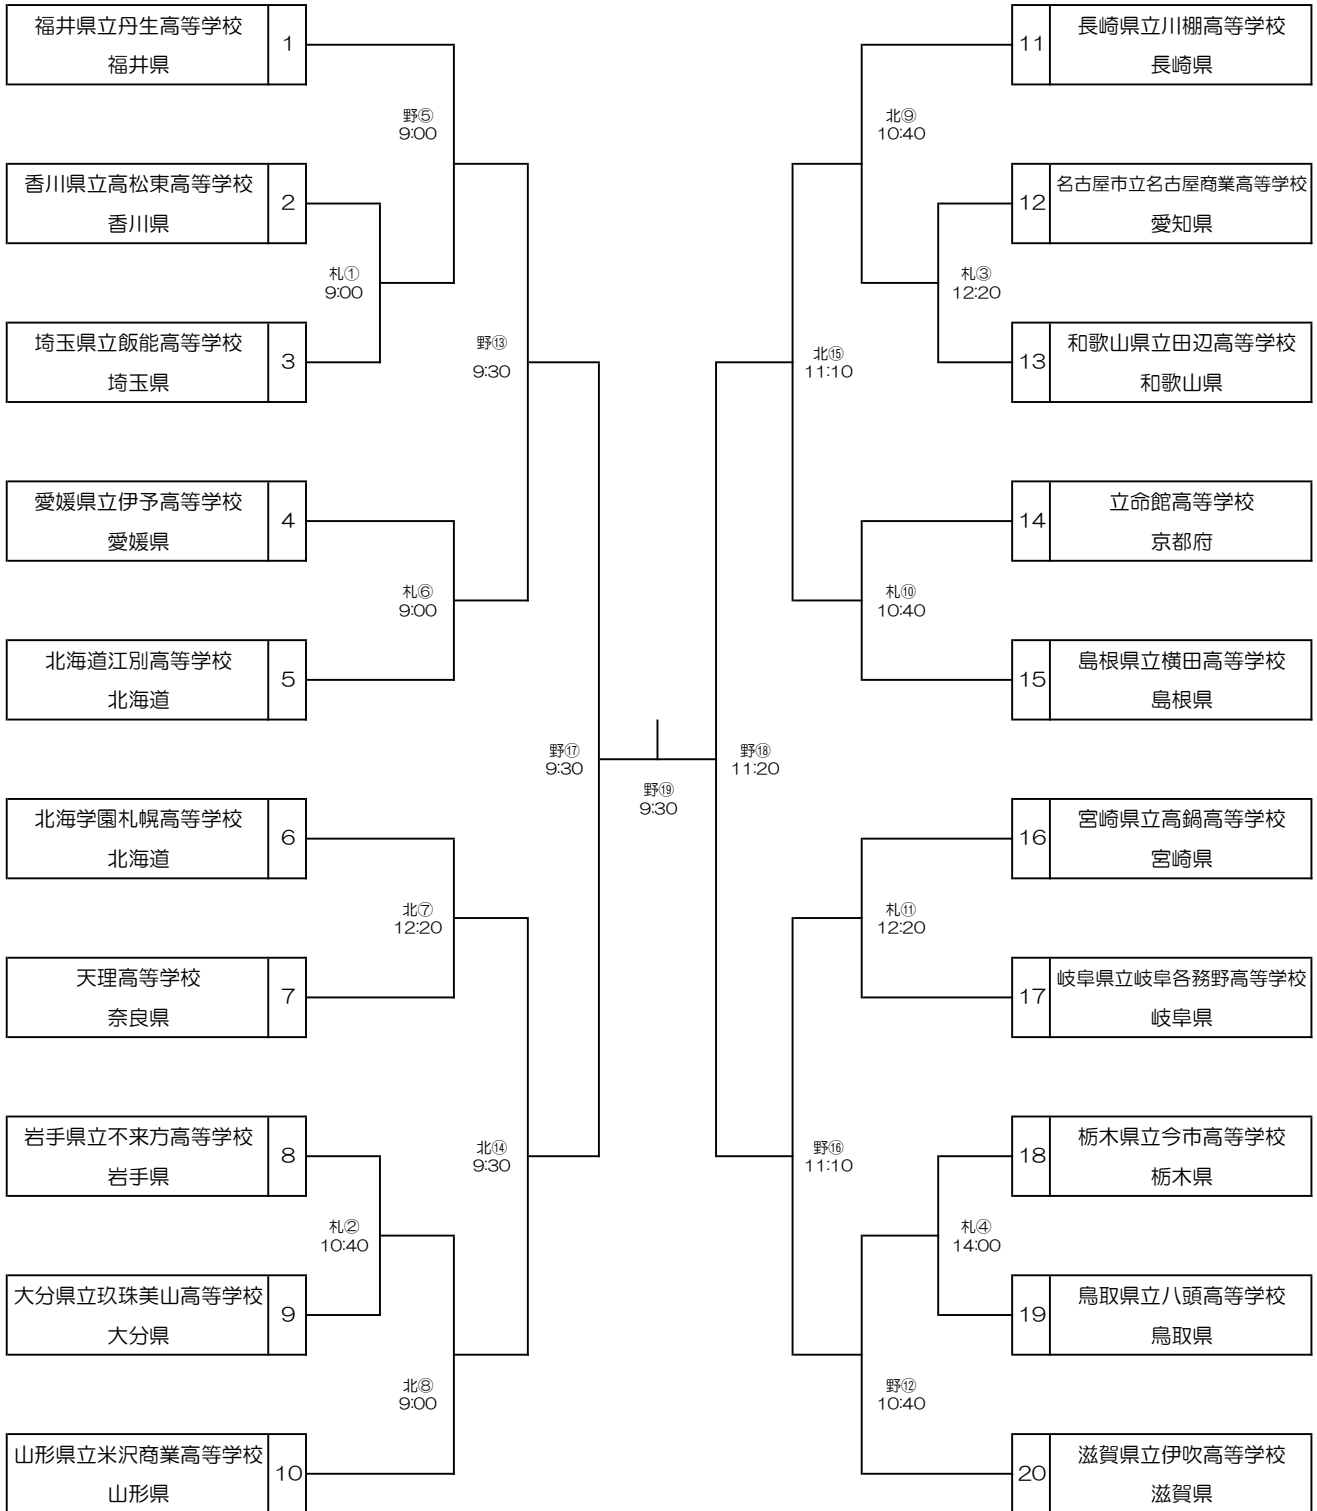 福井県立丹生高等学校
福井県
1
香川県立高松東高等学校
香川県
2
埼玉県立飯能高等学校
埼玉県
3
愛媛県立伊予高等学校
愛媛県
4
北海道江別高等学校
北海道
5
北海学園札幌高等学校
北海道
6
天理高等学校
奈良県
7
岩手県立不来方高等学校
岩手県
8
大分県立玖珠美山高等学校
大分県
9
山形県立米沢商業高等学校
山形県
10
札①
9:00
札②
10:40
野⑤
9:00
札⑥
9:00
北⑦
12:20
北⑧
9:00
野⑬
9:30
北⑭
9:30
野⑰
9:30
野⑲
9:30
野⑱
11:20
北⑮
11:10
野⑯
11:10
北⑨
10:40
札⑩
10:40
札⑪
12:20
野⑫
10:40
札③
12:20
札④
14:00
11
長崎県立川棚高等学校
長崎県
12
名古屋市立名古屋商業高等学校
愛知県
13
和歌山県立田辺高等学校
和歌山県
14
立命館高等学校
京都府
15
島根県立横田高等学校
島根県
16
宮崎県立高鍋高等学校
宮崎県
17
岐阜県立岐阜各務野高等学校
岐阜県
18
栃木県立今市高等学校
栃木県
19
鳥取県立八頭高等学校
鳥取県
20
滋賀県立伊吹高等学校
滋賀県